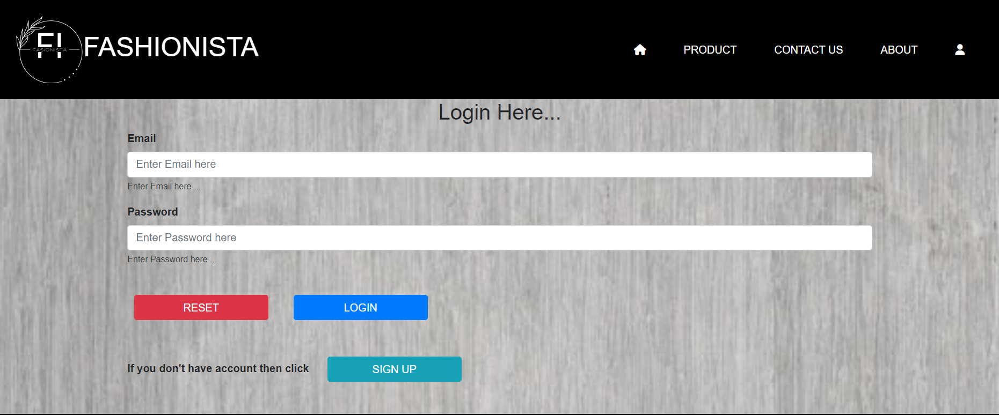 FI
FASIONISTA
FASHIONISTA
PRODUCT CONTACT US ABOUT
Login Here...
Email
Enter Email here
Enter Email here ...
Password
Enter Password here
Enter Password here ...
RESET LOGIN
If you don't have account then click SIGN UP